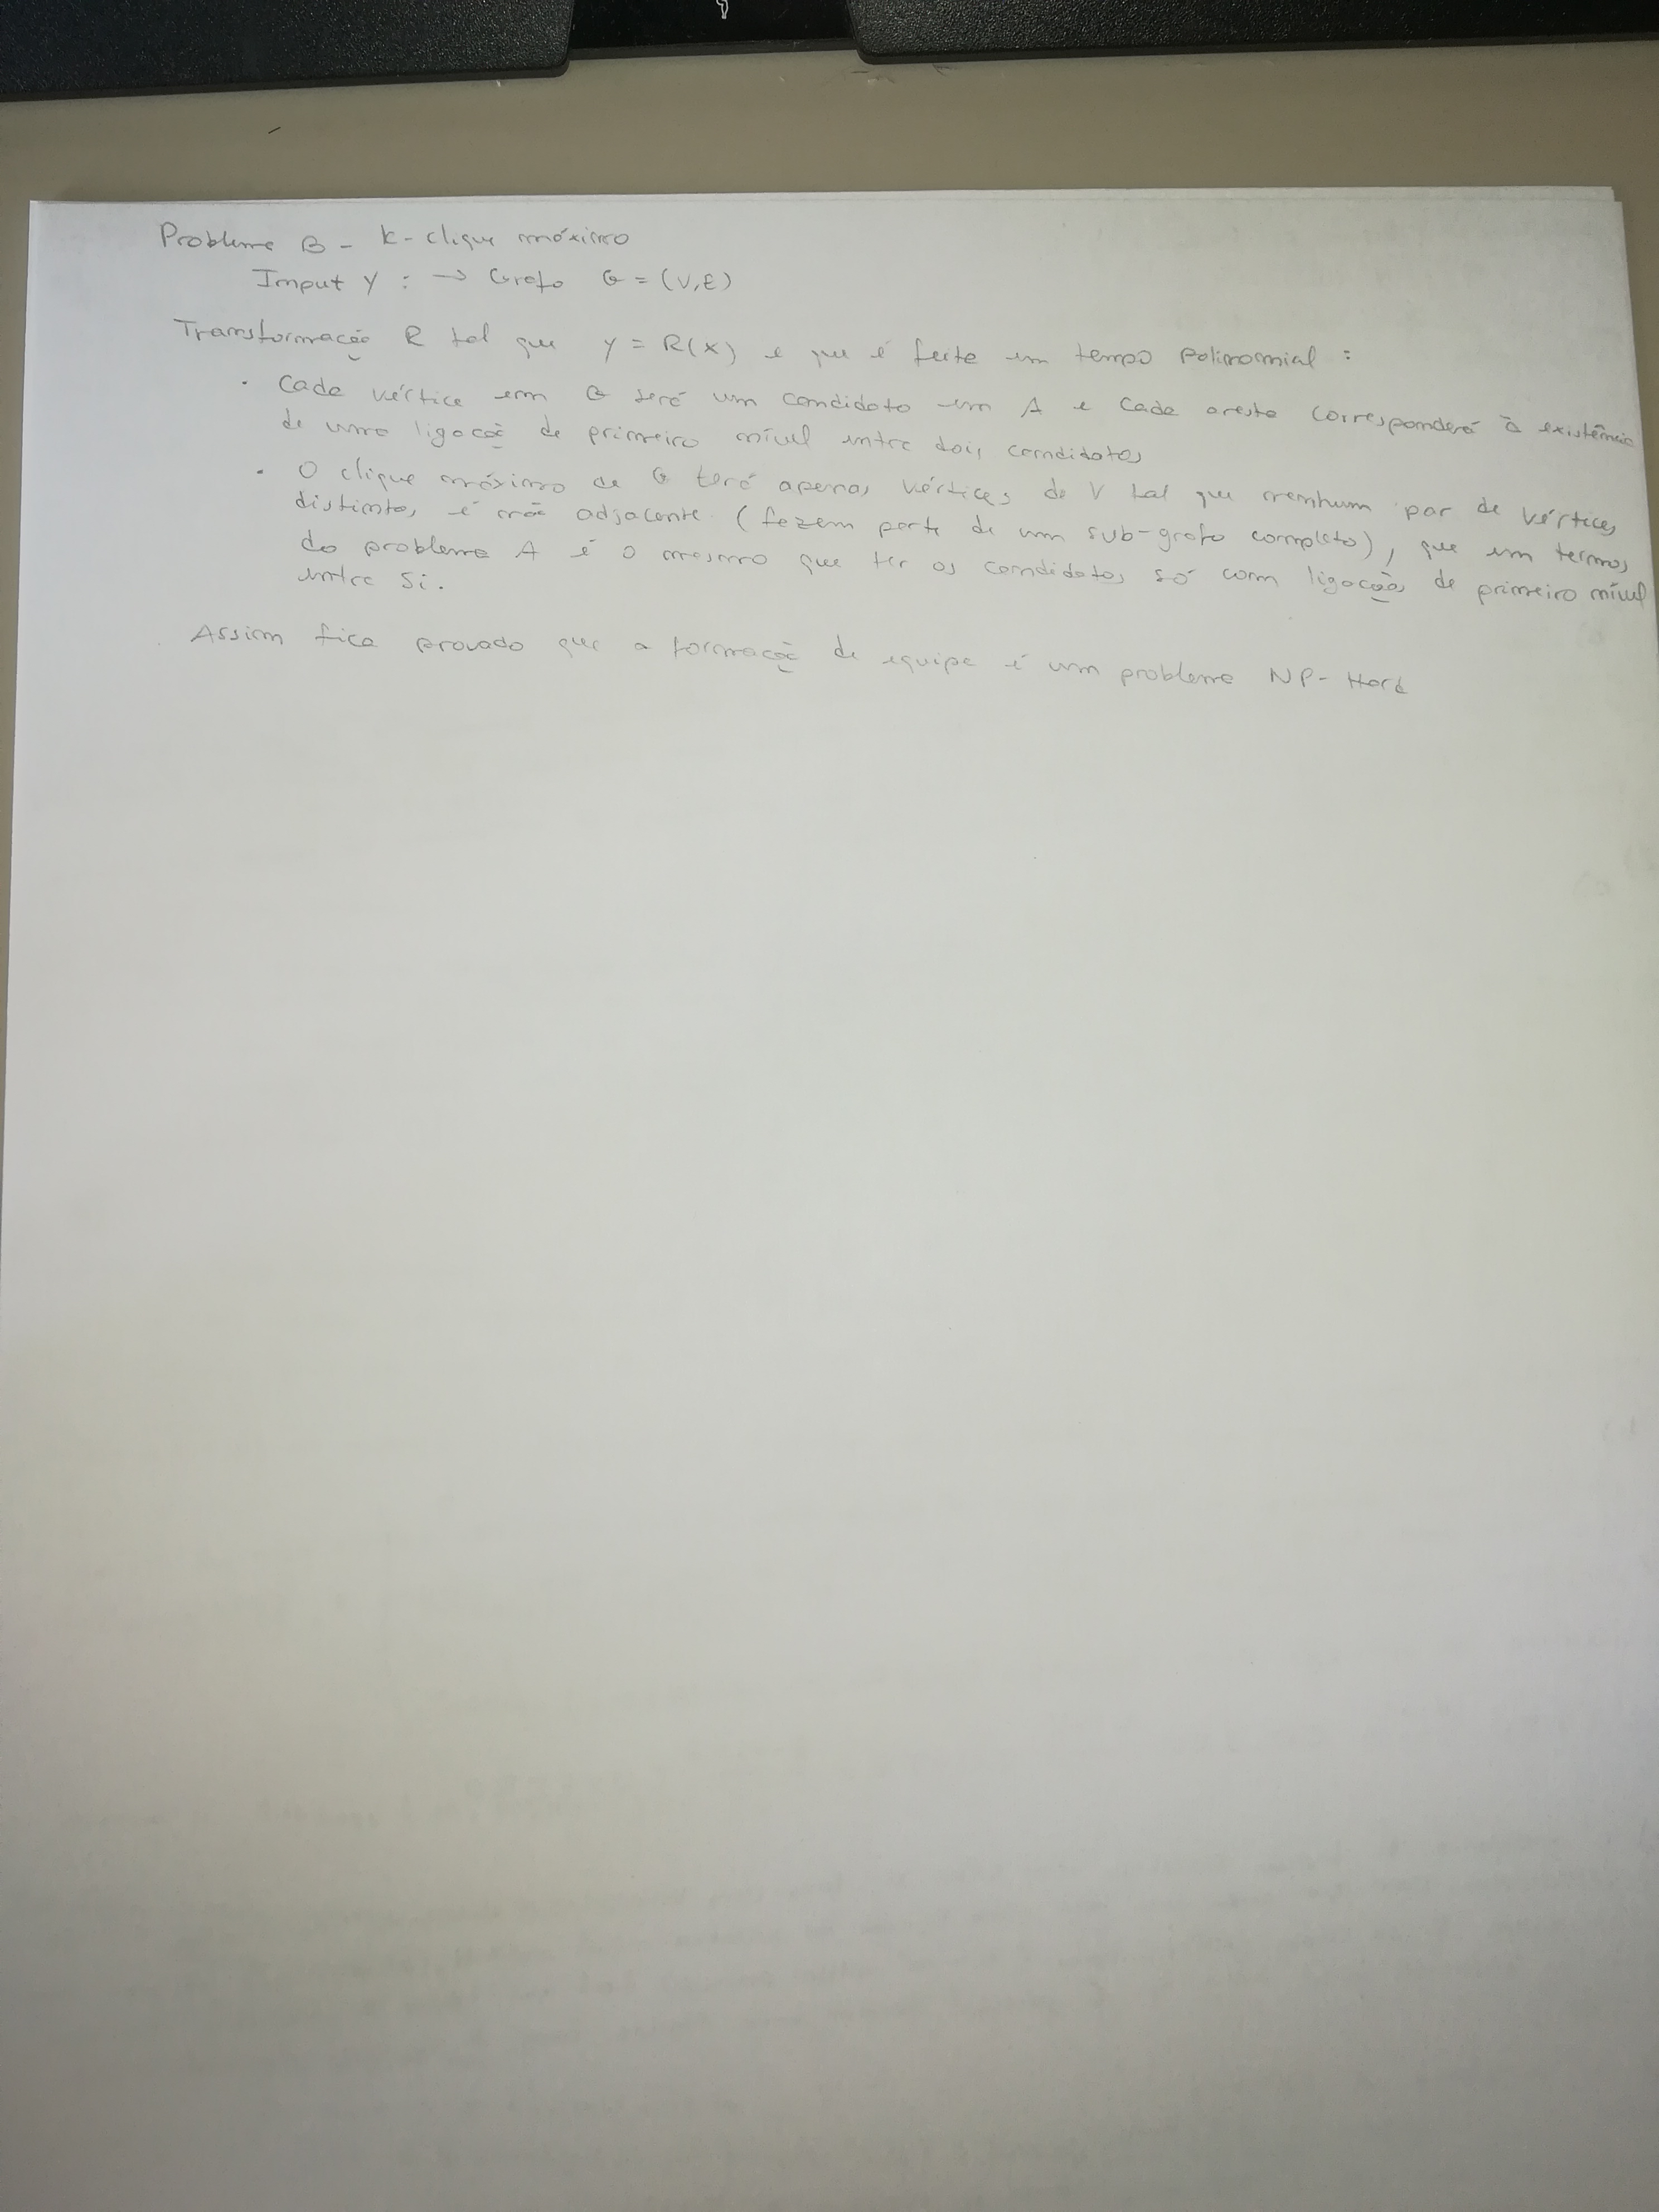 Problema B - k-clique máximo
Input Y : → Grafo G = (V,E)
Transformação R tal que y = R(x) e que é feita em tempo polinomial :
• Cada vértice em G será um candidato em A e cada aresta corresponderá à existência
de uma ligação de primeiro nível entre dois candidatos
• O clique máximo de G terá apenas vértices de V tal que nenhum par de vértices
distintos é não adjacente (fazem parte de um sub-grafo completo), que em termos
do problema A é o mesmo que ter os candidatos só com ligações de primeiro nível
entre si.
Assim fica provado que a formação de equipa é um problema NP-Hard